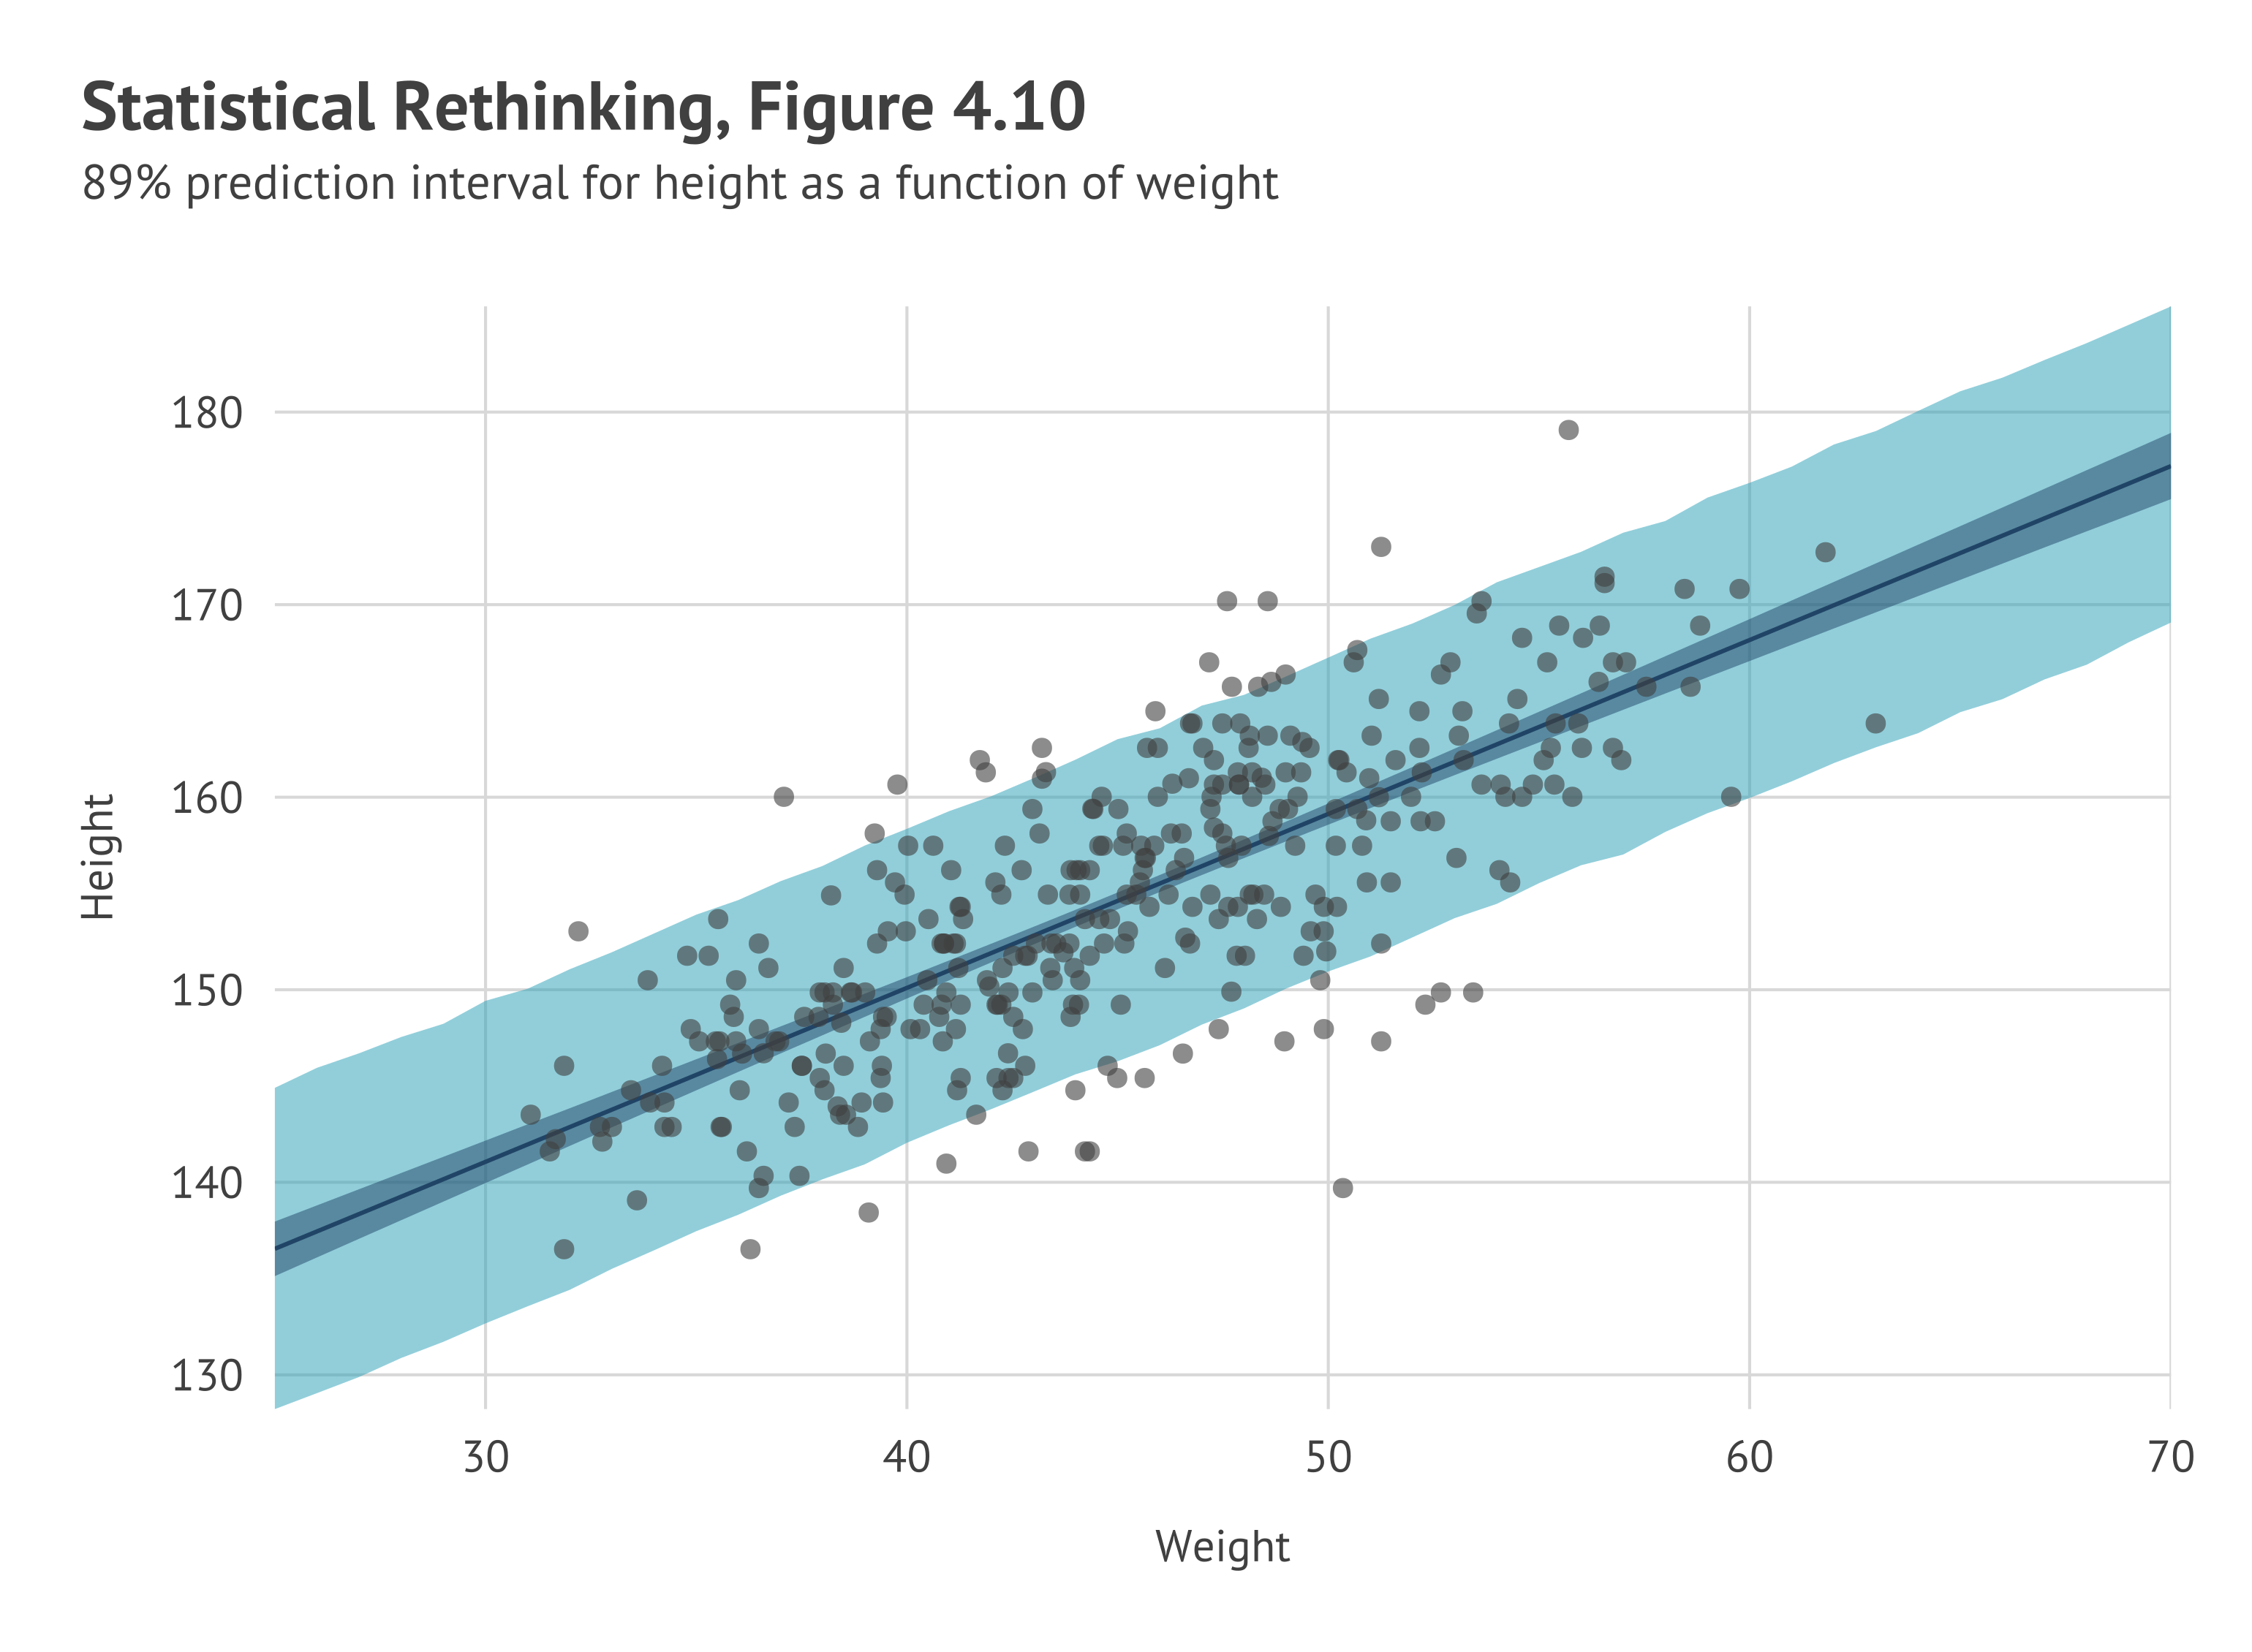 Statistical Rethinking, Figure 4.10
89% prediction interval for height as a function of weight
180
170
160
150
140
130
Height
30 40 50 60 70
Weight